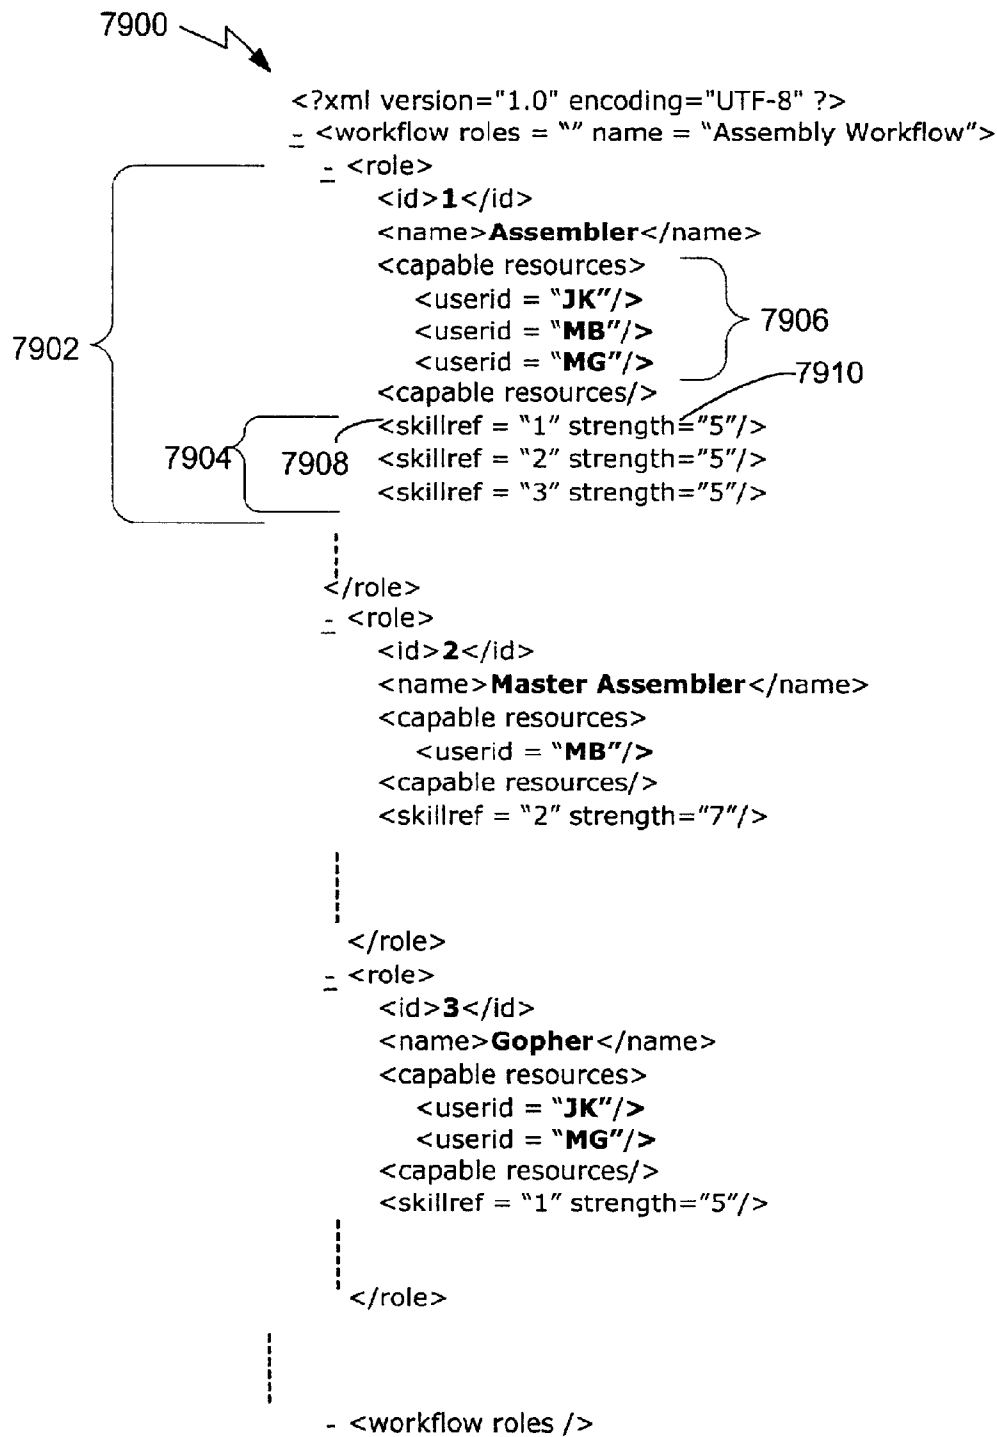 7900
<?xml version="1.0" encoding="UTF-8" ?>
- <workflow roles = "" name = "Assembly Workflow">
- <role>
<id>1</id>
<name>Assembler</name>
<capable resources>
<userid = "JK"/>
<userid = "MB"/>
7906
7902
<userid = "MG"/>
7910
<capable resources/>
<skillref = "1" strength="5"/>
7904
7908
<skillref = "2" strength="5"/>
<skillref = "3" strength="5"/>
</role>
- <role>
<id>2</id>
<name>Master Assembler</name>
<capable resources>
<userid = "MB"/>
<capable resources/>
<skillref = "2" strength="7"/>
</role>
- <role>
<id>3</id>
<name>Gopher</name>
<capable resources>
<userid = "JK"/>
<userid = "MG"/>
<capable resources/>
<skillref = "1" strength="5"/>
</role>
- <workflow roles />